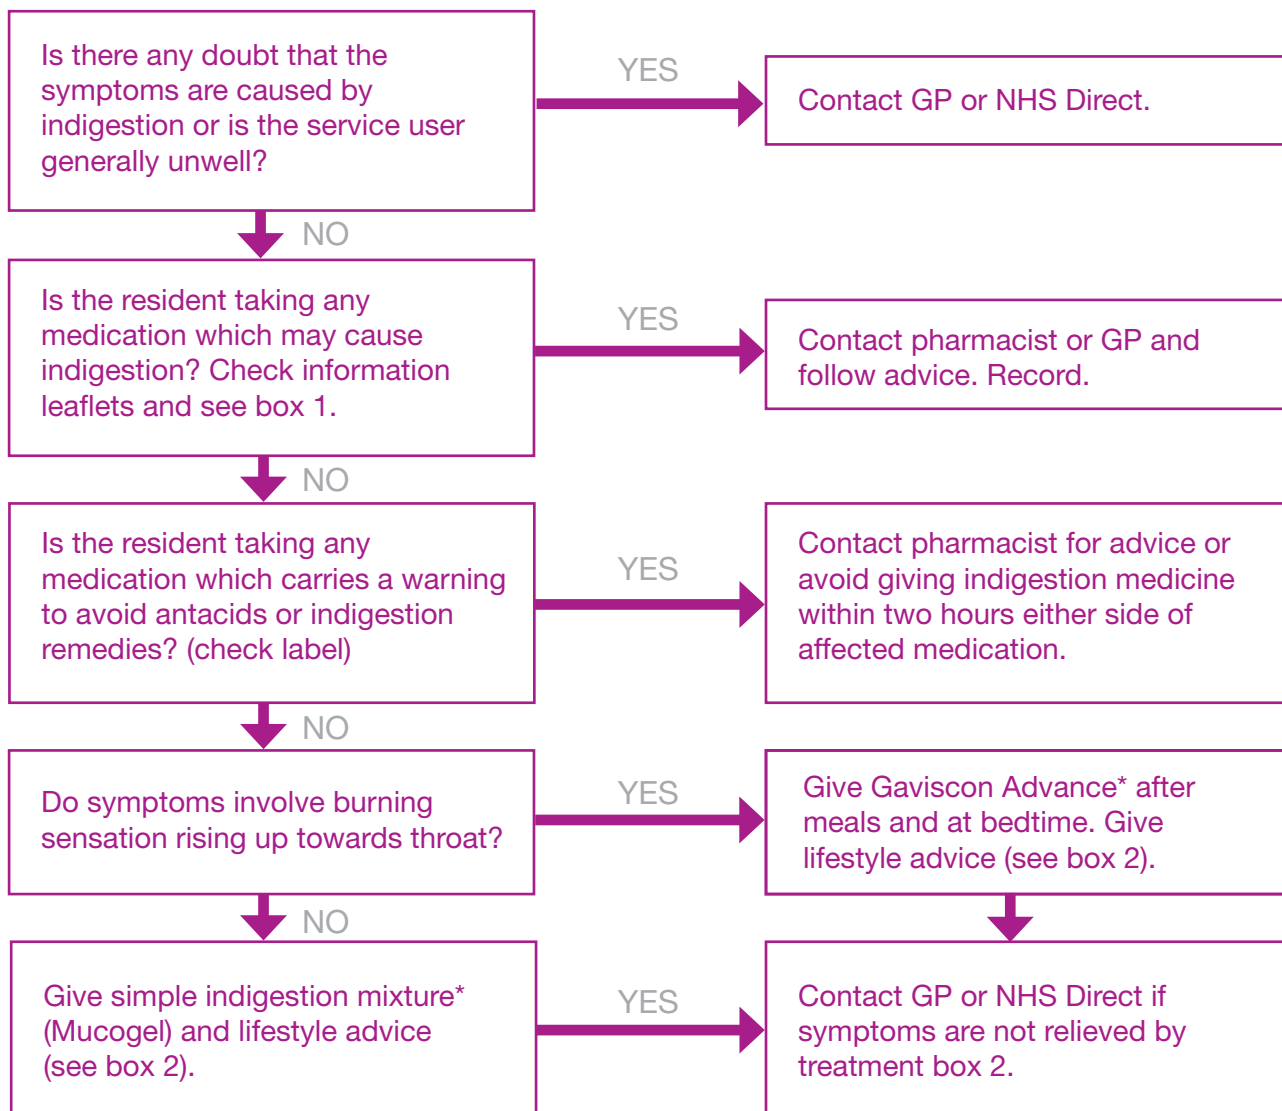 Is there any doubt that the
symptoms are caused by
indigestion or is the service user
generally unwell?
YES
Contact GP or NHS Direct.
NO
Is the resident taking any
medication which may cause
indigestion? Check information
leaflets and see box 1.
YES
Contact pharmacist or GP and
follow advice. Record.
NO
Is the resident taking any
medication which carries a warning
to avoid antacids or indigestion
remedies? (check label)
YES
Contact pharmacist for advice or
avoid giving indigestion medicine
within two hours either side of
affected medication.
NO
Do symptoms involve burning
sensation rising up towards throat?
YES
Give Gaviscon Advance* after
meals and at bedtime. Give
lifestyle advice (see box 2).
NO
Give simple indigestion mixture*
(Mucogel) and lifestyle advice
(see box 2).
YES
Contact GP or NHS Direct if
symptoms are not relieved by
treatment box 2.